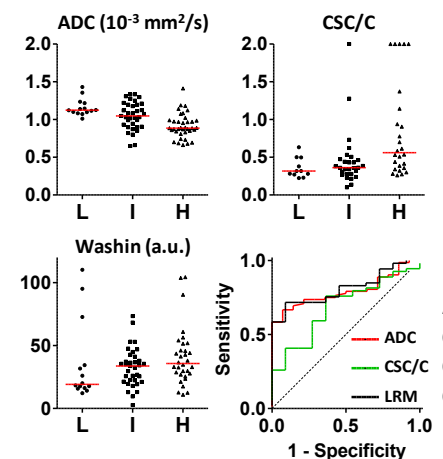 ADC (10⁻³ mm²/s)
2.0
1.5
1.0
0.5
0.0
L I H
CSC/C
2.0
1.5
1.0
0.5
0.0
L I H
Washin (a.u.)
100
50
0
L I H
Sensitivity
1.0
0.5
0.0
ADC
CSC/C
LRM
0.0 0.5 1.0
1 - Specificity